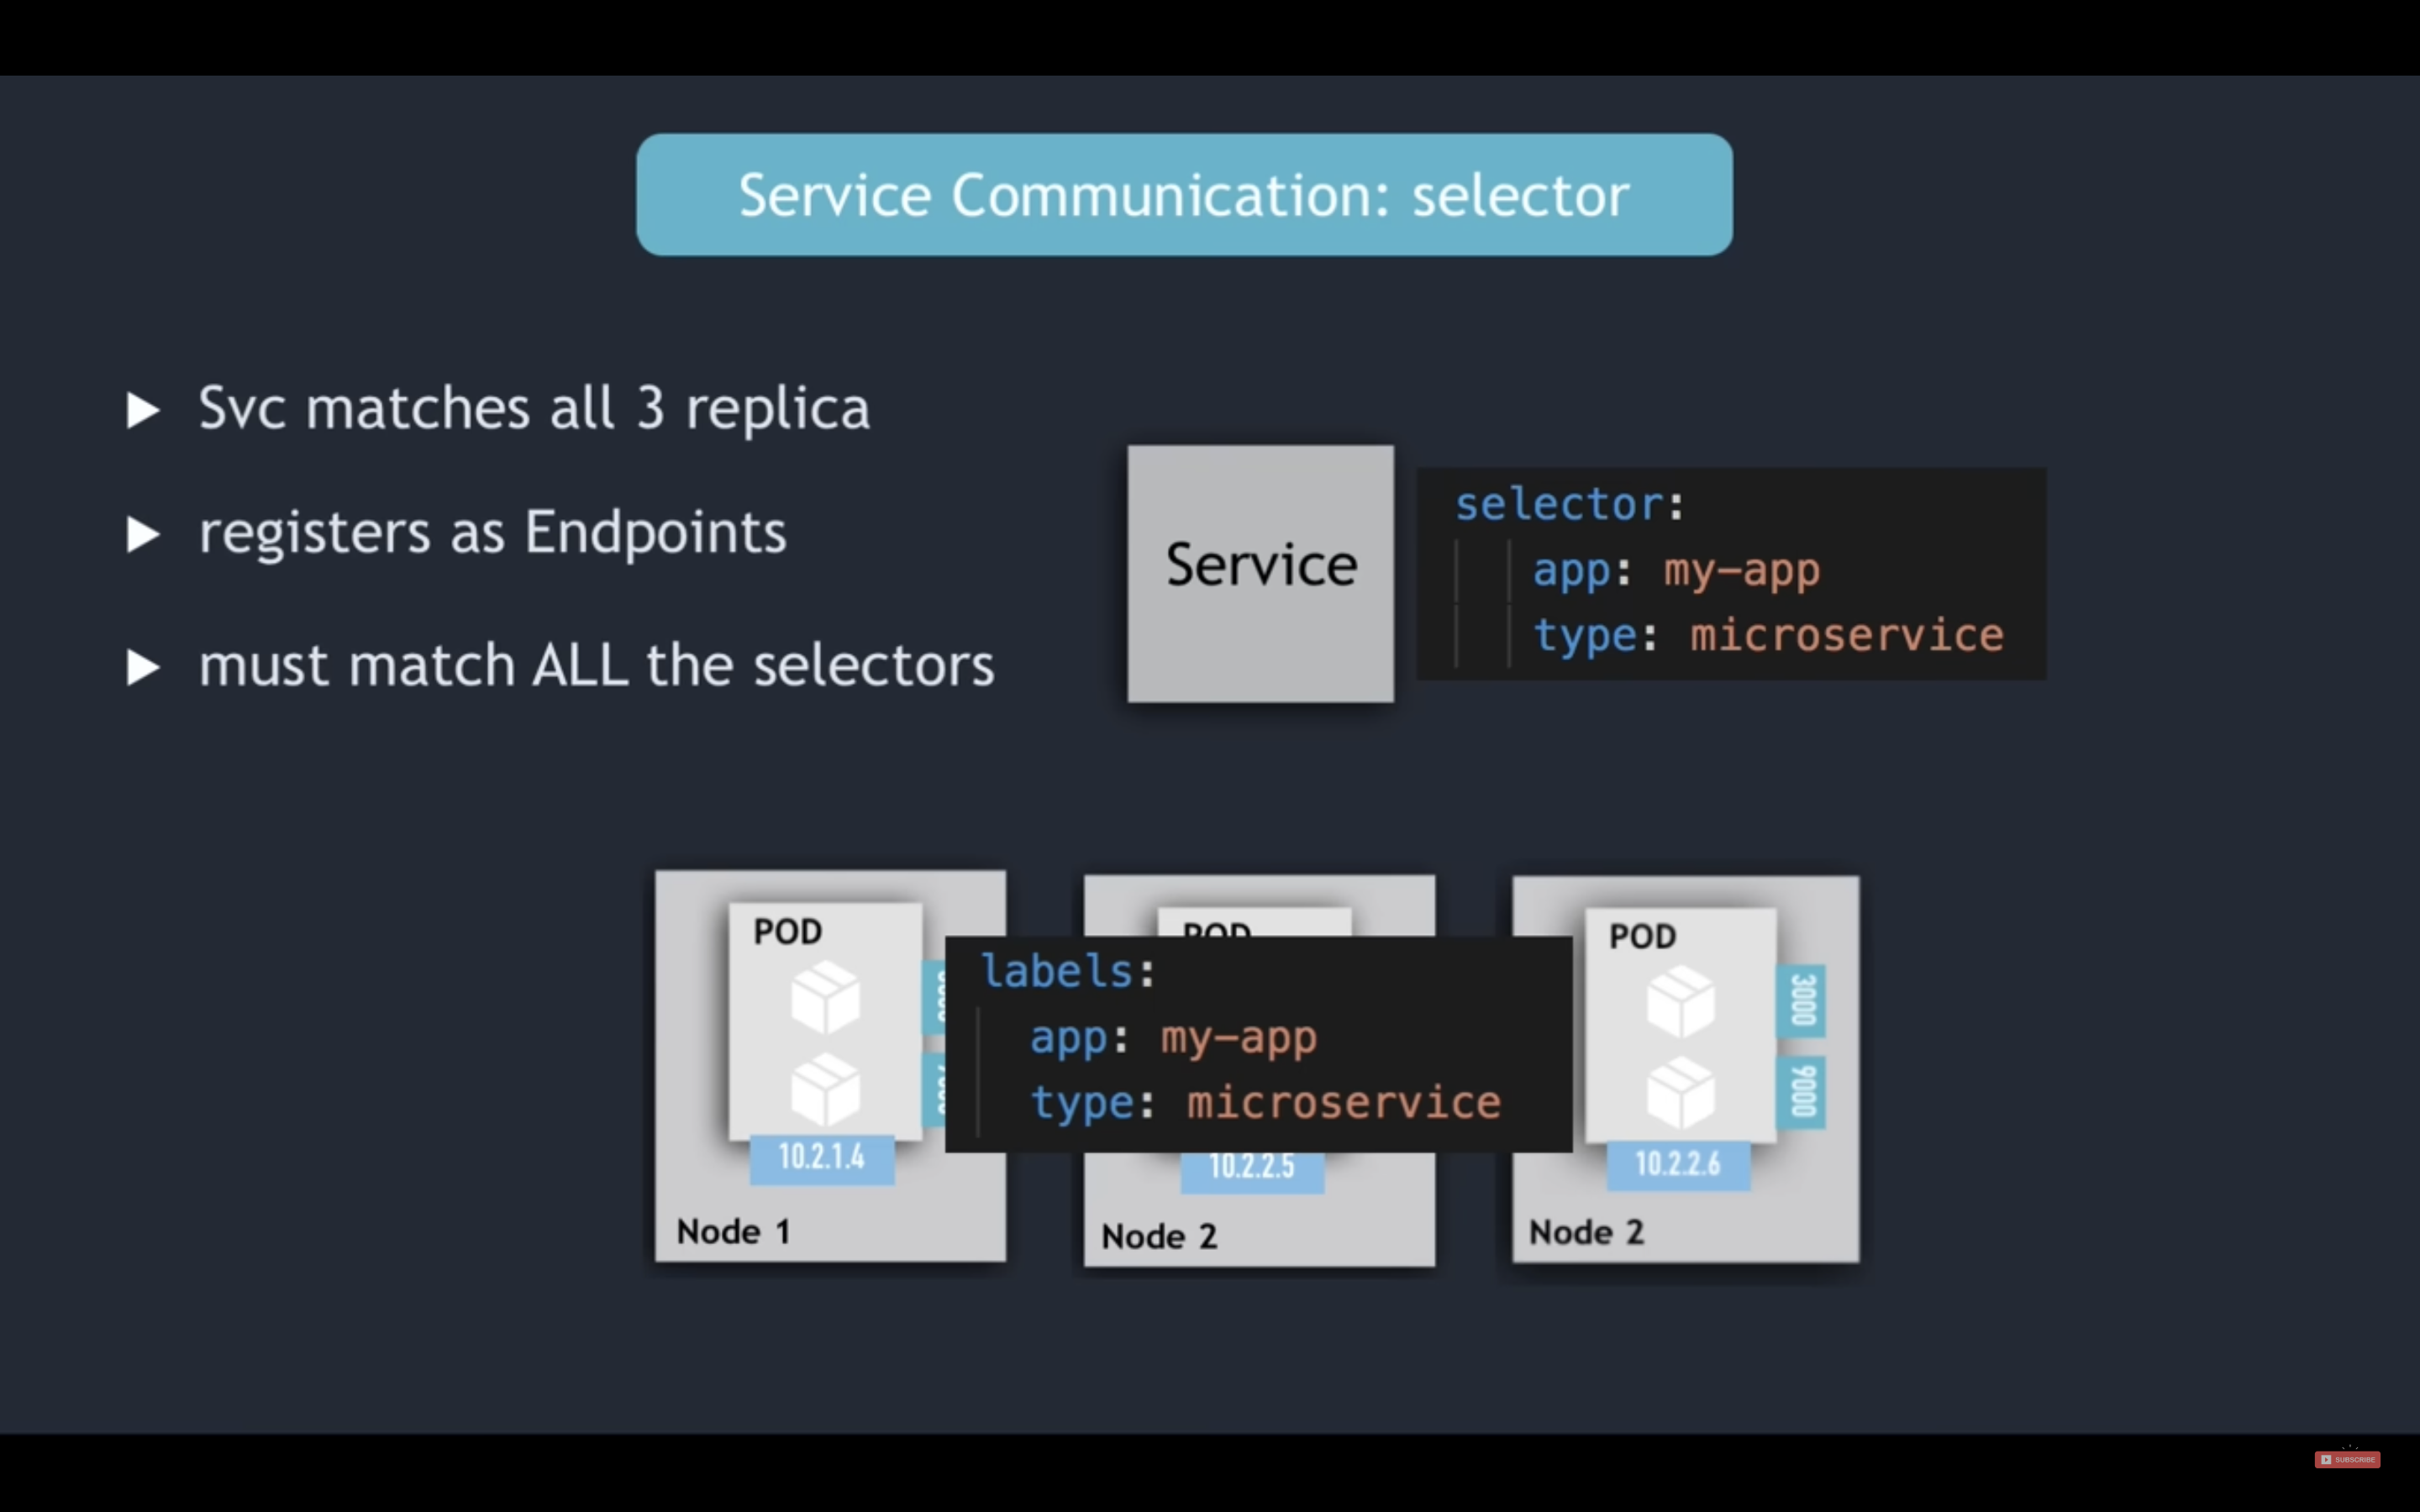 Service Communication: selector
Svc matches all 3 replica
registers as Endpoints
must match ALL the selectors
Service
selector:
app: my-app
type: microservice
POD
POD
POD
labels:
app: my-app
type: microservice
3000
9000
10.2.1.4
10.2.2.5
10.2.2.6
Node 1
Node 2
Node 2
SUBSCRIBE